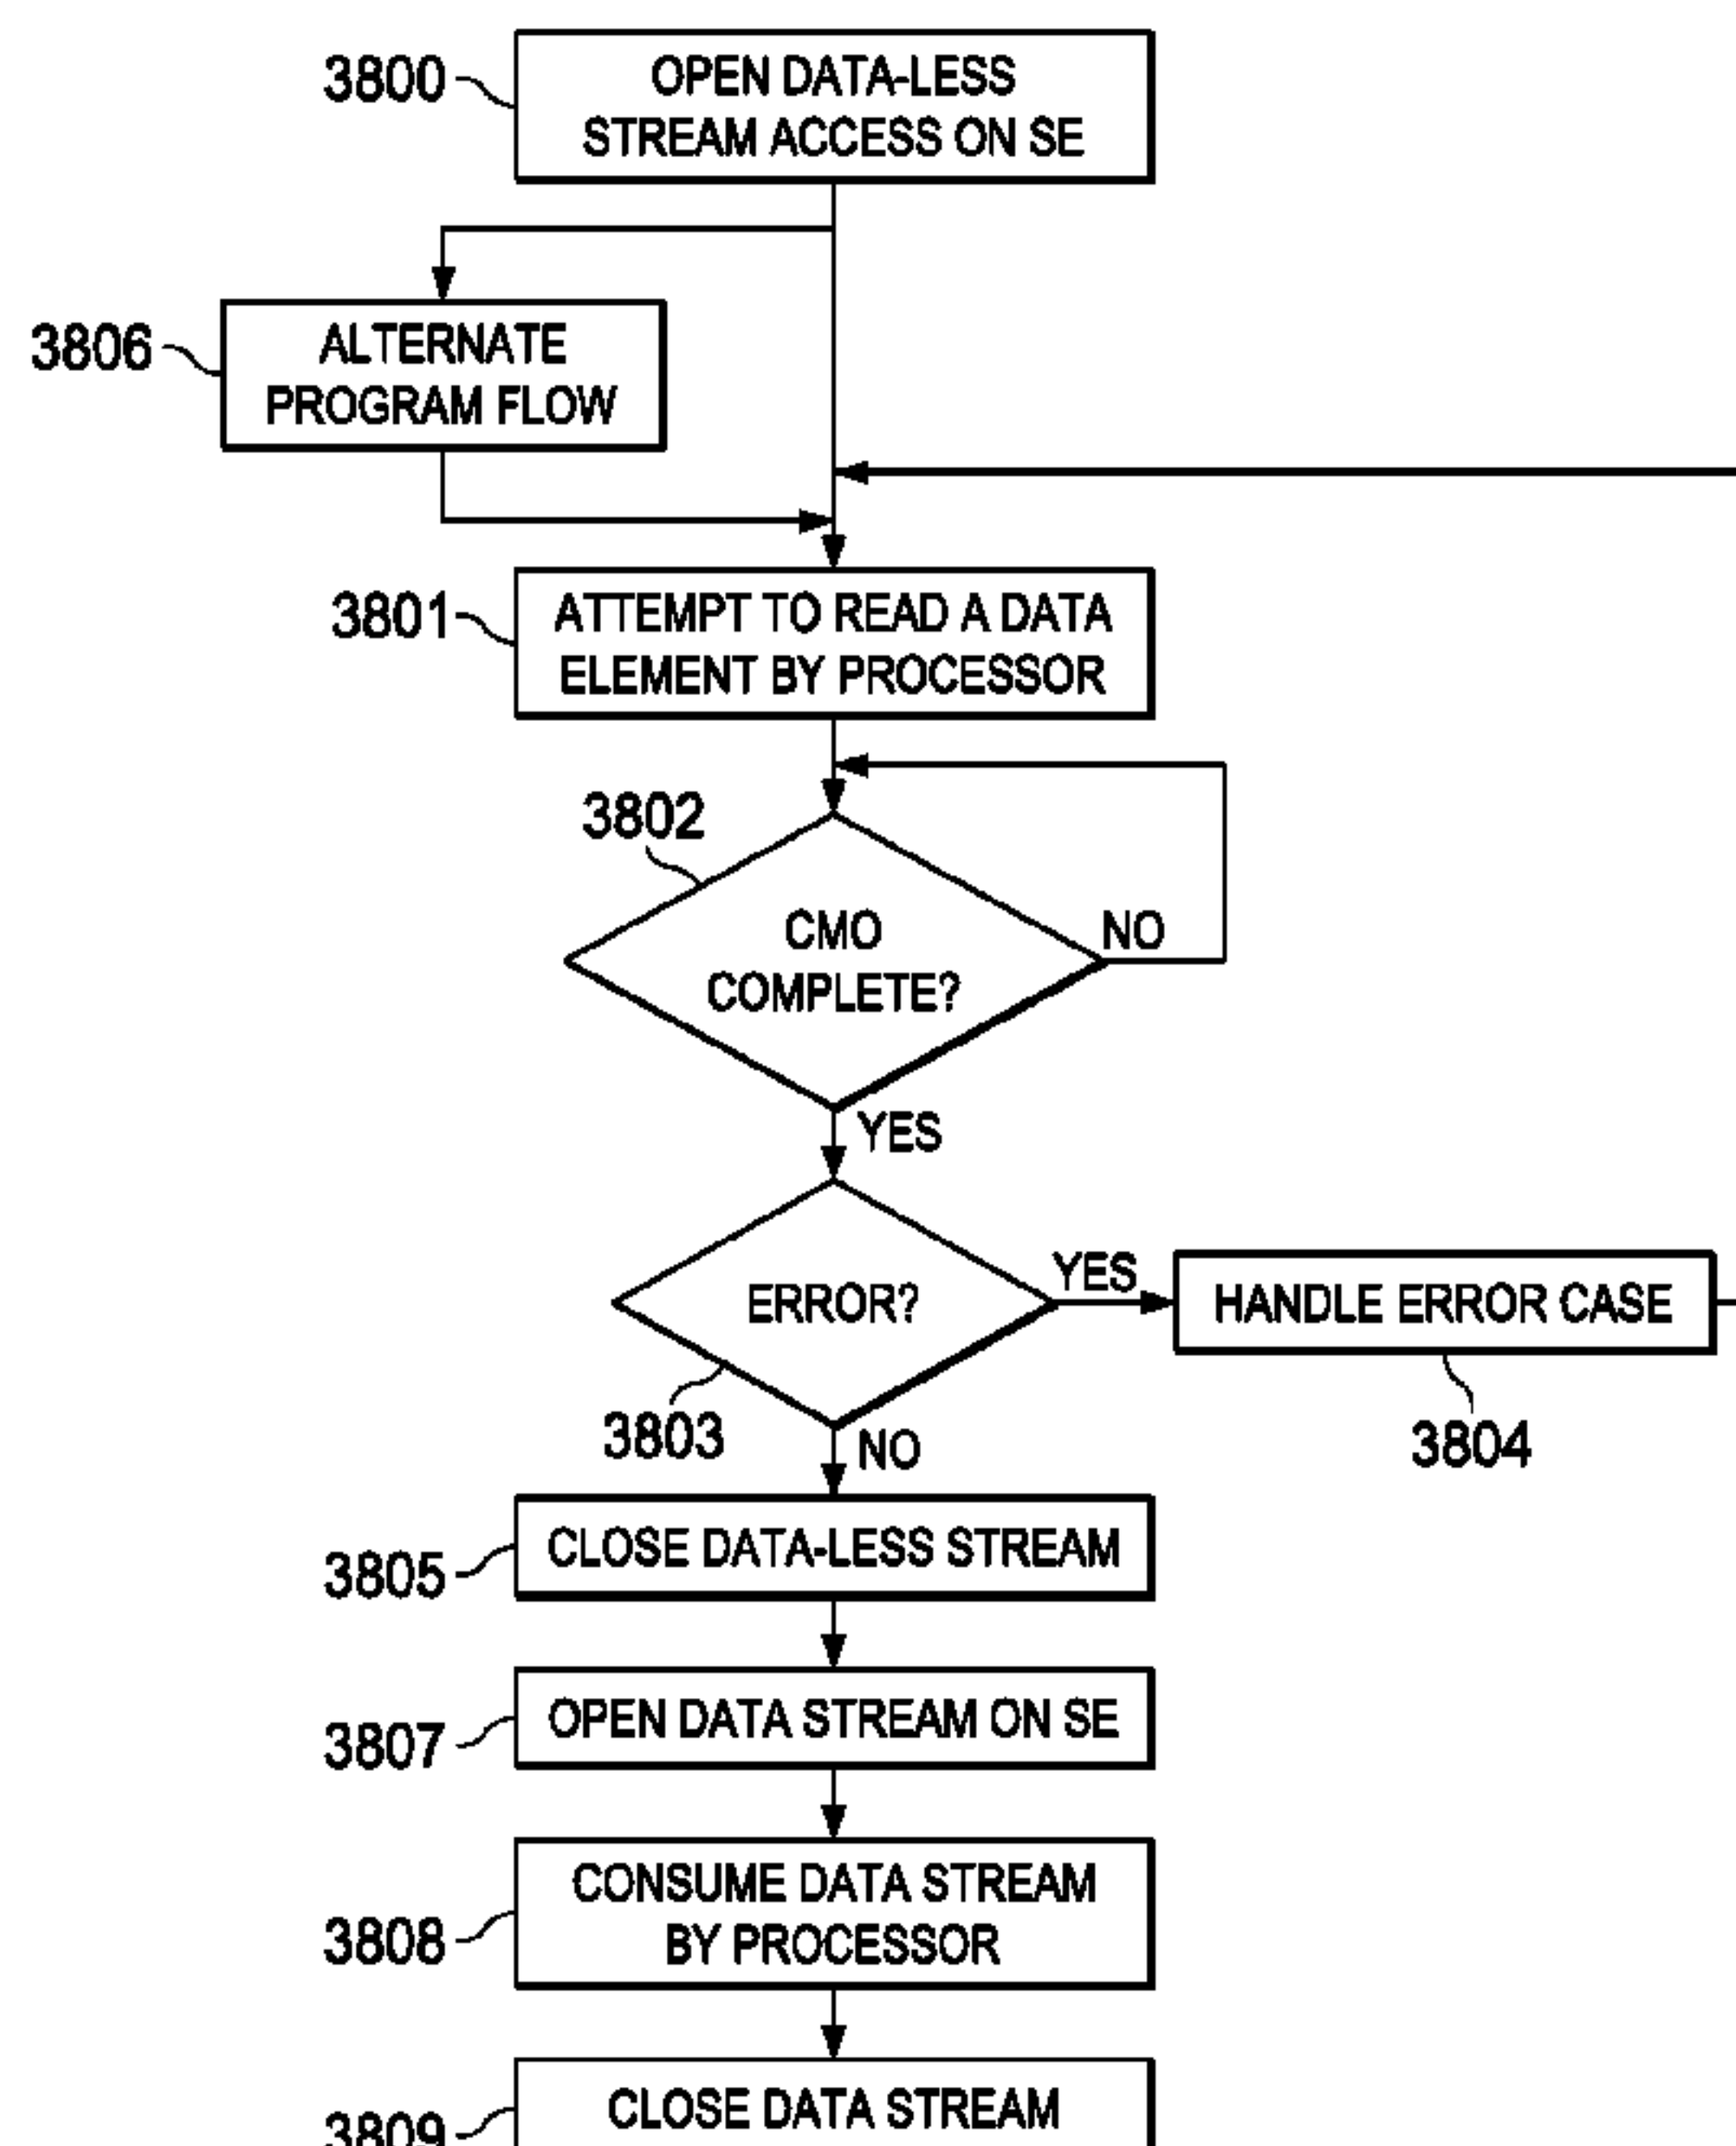 3800
OPEN DATA-LESS
STREAM ACCESS ON SE
3806
ALTERNATE
PROGRAM FLOW
3801
ATTEMPT TO READ A DATA
ELEMENT BY PROCESSOR
3802
CMO
COMPLETE?
NO
YES
ERROR?
YES
HANDLE ERROR CASE
3803
NO
3804
3805
CLOSE DATA-LESS STREAM
3807
OPEN DATA STREAM ON SE
3808
CONSUME DATA STREAM
BY PROCESSOR
3809
CLOSE DATA STREAM